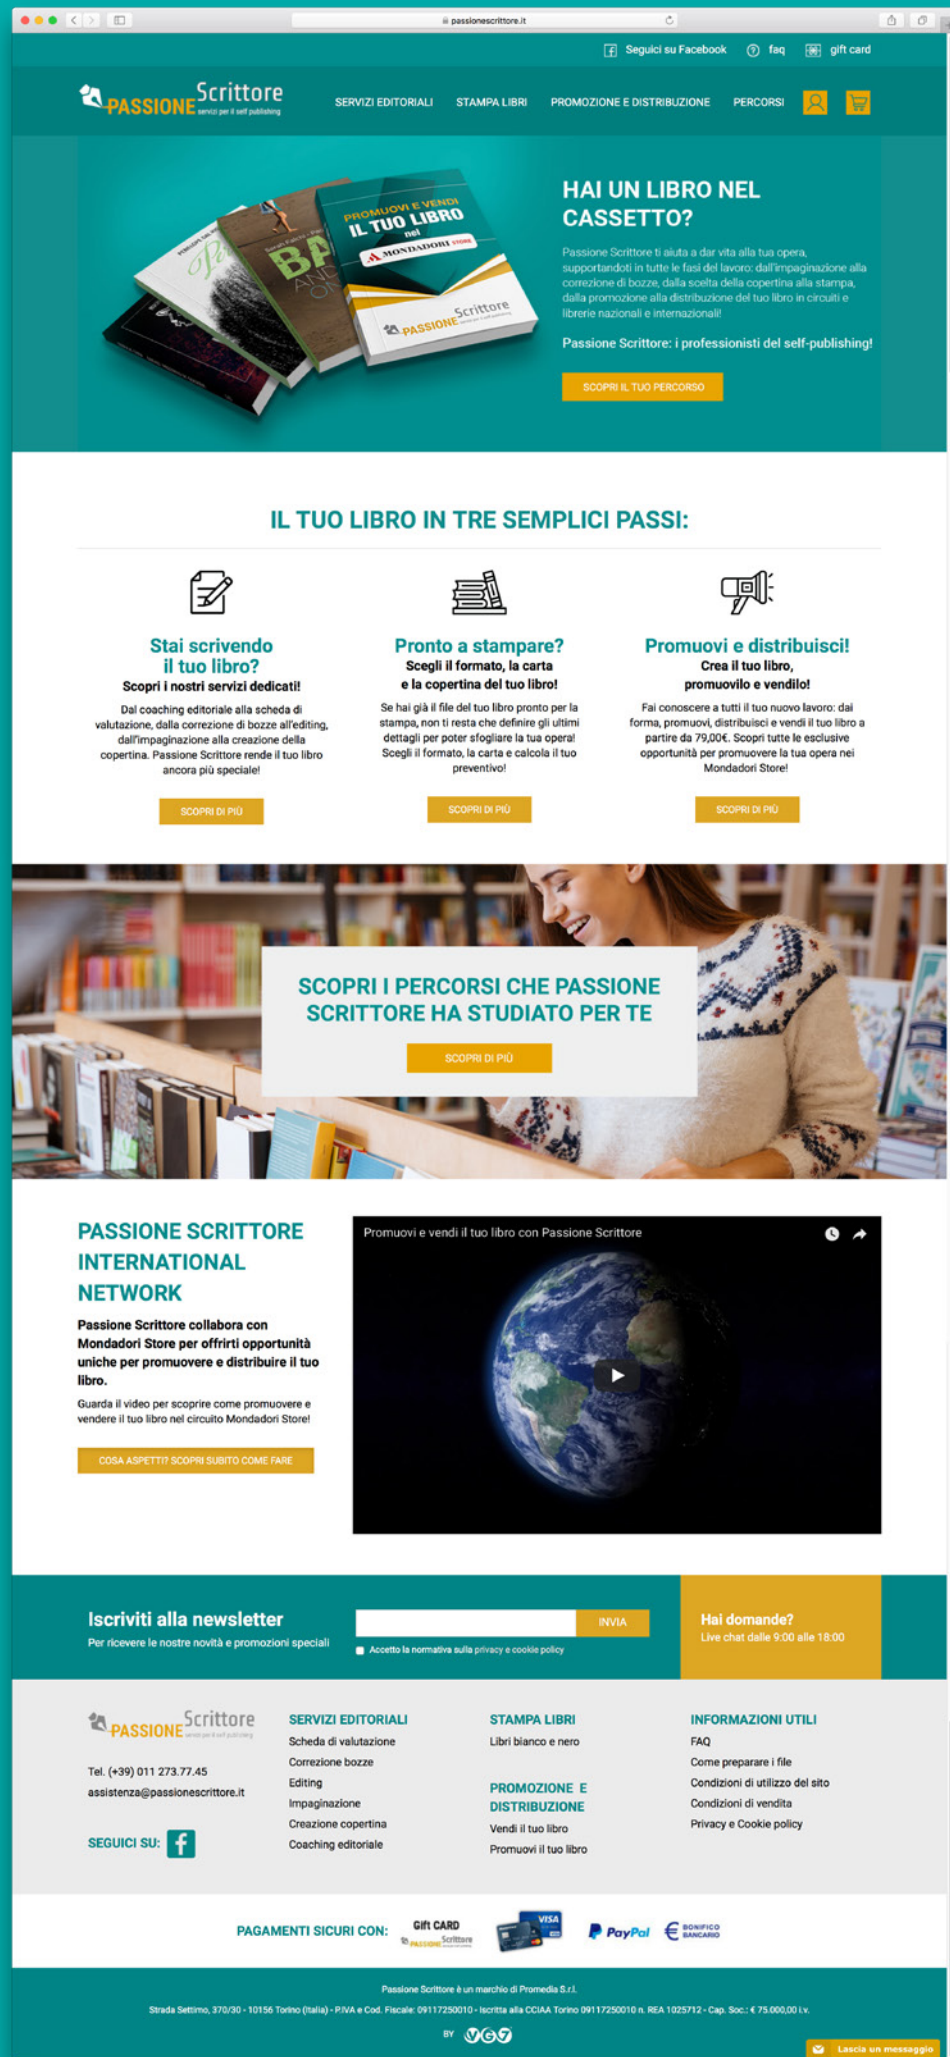 passionescrittore.it
Seguici su Facebook
faq
gift card
PASSIONE Scrittore
servizi per il self publishing
SERVIZI EDITORIALI
STAMPA LIBRI
PROMOZIONE E DISTRIBUZIONE
PERCORSI
PROMUOVI E VENDI
IL TUO LIBRO
nel
MONDADORI STORE
PASSIONE Scrittore
HAI UN LIBRO NEL
CASSETTO?
Passione Scrittore ti aiuta a dar vita alla tua opera,
supportandoti in tutte le fasi del lavoro: dall'impaginazione alla
correzione di bozze, dalla scelta della copertina alla stampa,
dalla promozione alla distribuzione del tuo libro in circuiti e
librerie nazionali e internazionali!
Passione Scrittore: i professionisti del self-publishing!
SCOPRI IL TUO PERCORSO
IL TUO LIBRO IN TRE SEMPLICI PASSI:
Stai scrivendo
il tuo libro?
Scopri i nostri servizi dedicati!
Dal coaching editoriale alla scheda di
valutazione, dalla correzione di bozze all'editing,
dall'impaginazione alla creazione della
copertina. Passione Scrittore rende il tuo libro
ancora più speciale!
SCOPRI DI PIÙ
Pronto a stampare?
Scegli il formato, la carta
e la copertina del tuo libro!
Se hai già il file del tuo libro pronto per la
stampa, non ti resta che definire gli ultimi
dettagli per poter sfogliare la tua opera!
Scegli il formato, la carta e calcola il tuo
preventivo!
SCOPRI DI PIÙ
Promuovi e distribuisci!
Crea il tuo libro,
promuovilo e vendilo!
Fai conoscere a tutti il tuo nuovo lavoro: dai
forma, promuovi, distribuisci e vendi il tuo libro a
partire da 79,00€. Scopri tutte le esclusive
opportunità per promuovere la tua opera nei
Mondadori Store!
SCOPRI DI PIÙ
SCOPRI I PERCORSI CHE PASSIONE
SCRITTORE HA STUDIATO PER TE
SCOPRI DI PIÙ
PASSIONE SCRITTORE
INTERNATIONAL
NETWORK
Passione Scrittore collabora con
Mondadori Store per offrirti opportunità
uniche per promuovere e distribuire il tuo
libro.
Guarda il video per scoprire come promuovere e
vendere il tuo libro nel circuito Mondadori Store!
COSA ASPETTI? SCOPRI SUBITO COME FARE
Promuovi e vendi il tuo libro con Passione Scrittore
Iscriviti alla newsletter
Per ricevere le nostre novità e promozioni speciali
INVIA
Accetto la normativa sulla privacy e cookie policy
Hai domande?
Live chat dalle 9:00 alle 18:00
PASSIONE Scrittore
servizi per il self publishing
Tel. (+39) 011 273.77.45
assistenza@passionescrittore.it
SEGUICI SU:
SERVIZI EDITORIALI
Scheda di valutazione
Correzione bozze
Editing
Impaginazione
Creazione copertina
Coaching editoriale
STAMPA LIBRI
Libri bianco e nero
PROMOZIONE E
DISTRIBUZIONE
Vendi il tuo libro
Promuovi il tuo libro
INFORMAZIONI UTILI
FAQ
Come preparare i file
Condizioni di utilizzo del sito
Condizioni di vendita
Privacy e Cookie policy
PAGAMENTI SICURI CON:
Gift CARD
PASSIONE Scrittore
VISA
PayPal
€ BONIFICO
BANCARIO
Passione Scrittore è un marchio di Promedia S.r.l.
Strada Settimo, 370/30 - 10156 Torino (Italia) - P.IVA e Cod. Fiscale: 09117250010 - Iscritta alla CCIAA Torino 09117250010 n. REA 1025712 - Cap. Soc.: € 75.000,00 i.v.
BY VG7
Lascia un messaggio